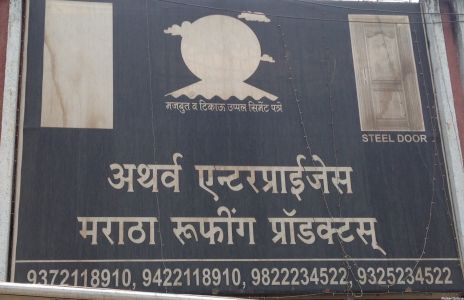 मजबुत व टिकाऊ उप्पल सिमेंट पत्रे
STEEL DOOR
अथर्व एन्टरप्राईजेस
मराठा रूफींग प्रॉडक्टस्
9372118910, 9422118910, 9822234522, 9325234522